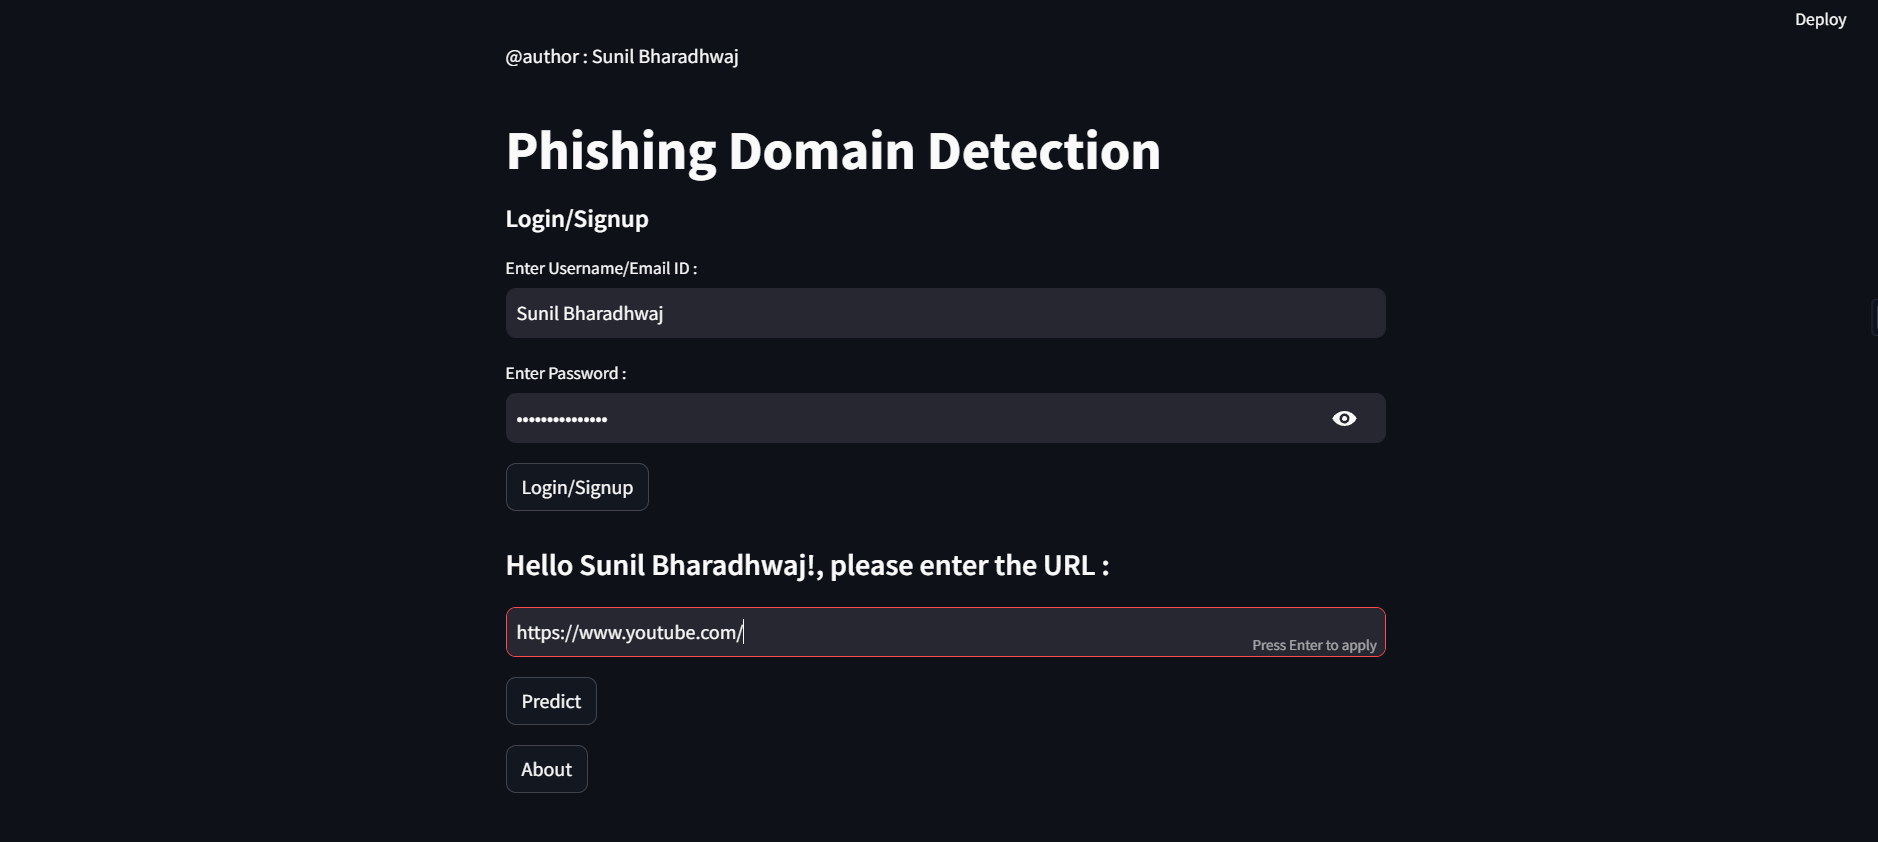 Deploy
@author : Sunil Bharadhwaj
Phishing Domain Detection
Login/Signup
Enter Username/Email ID :
Sunil Bharadhwaj
Enter Password :
•••••••••••••••
Login/Signup
Hello Sunil Bharadhwaj!, please enter the URL :
https://www.youtube.com/
Press Enter to apply
Predict
About